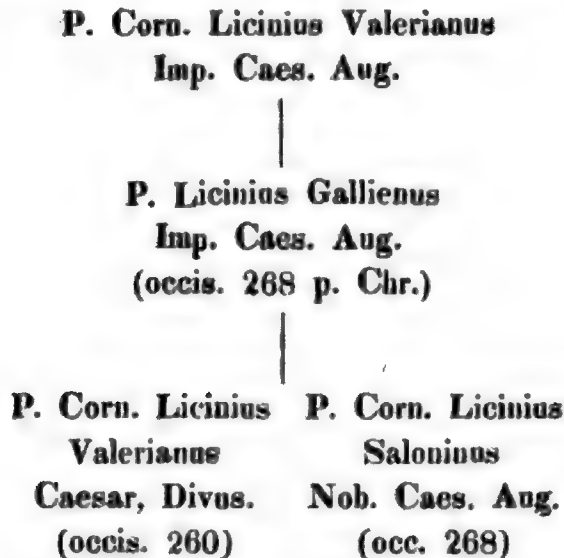 P. Corn. Licinius Valerianus
Imp. Caes. Aug.
P. Licinius Gallienus
Imp. Caes. Aug.
(occis. 268 p. Chr.)
P. Corn. Licinius P. Corn. Licinius
Valerianus Saloninus
Caesar, Divus. Nob. Caes. Aug.
(occis. 260) (occ. 268)